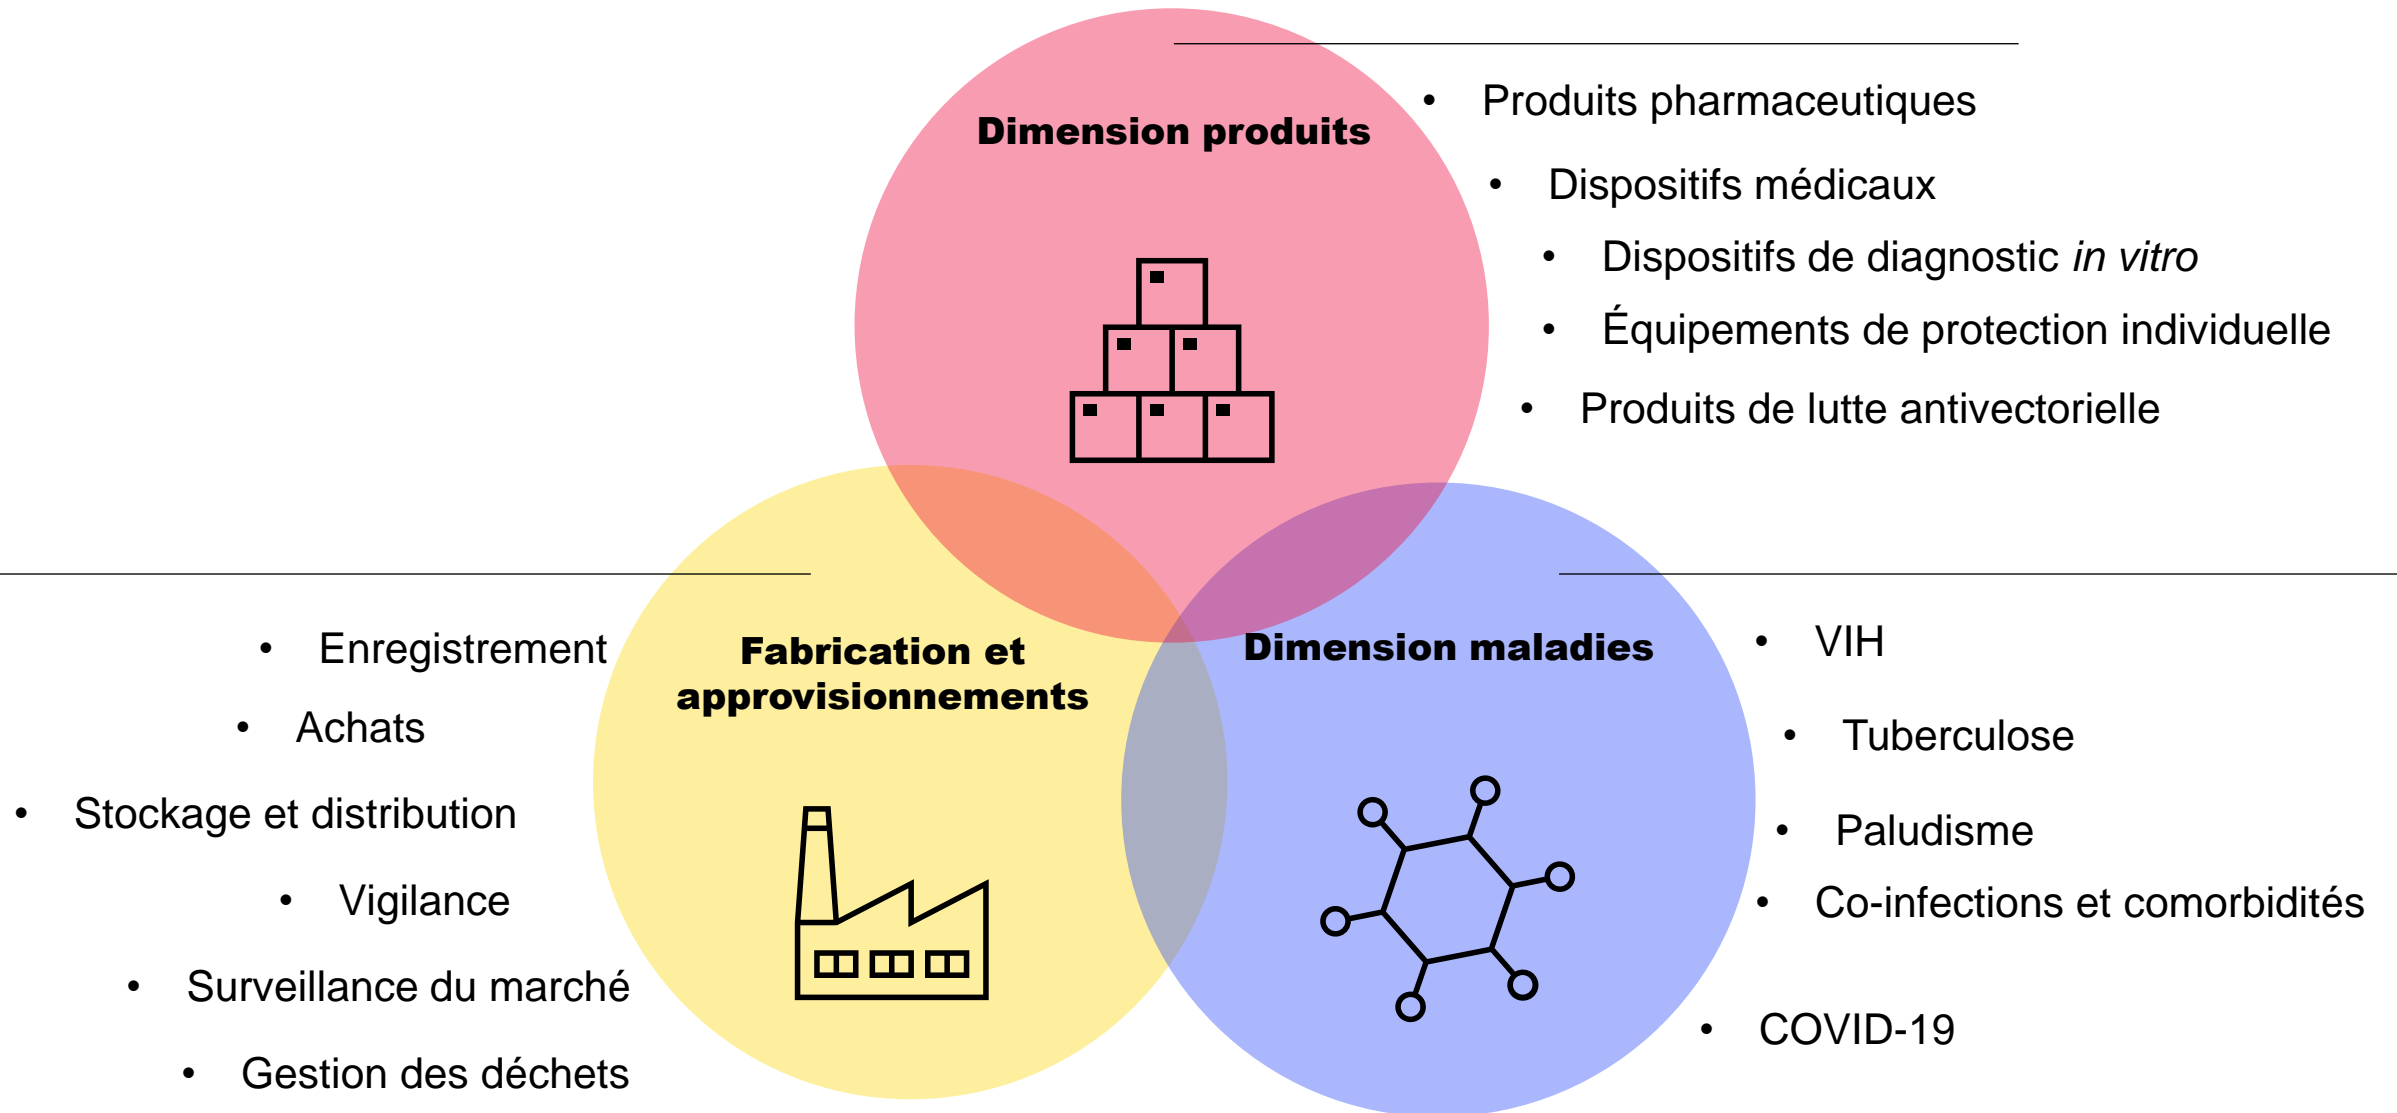 Dimension produits
• Produits pharmaceutiques
• Dispositifs médicaux
• Dispositifs de diagnostic in vitro
• Équipements de protection individuelle
• Produits de lutte antivectorielle
Fabrication et
approvisionnements
• Enregistrement
• Achats
• Stockage et distribution
• Vigilance
• Surveillance du marché
• Gestion des déchets
Dimension maladies
• VIH
• Tuberculose
• Paludisme
• Co-infections et comorbidités
• COVID-19